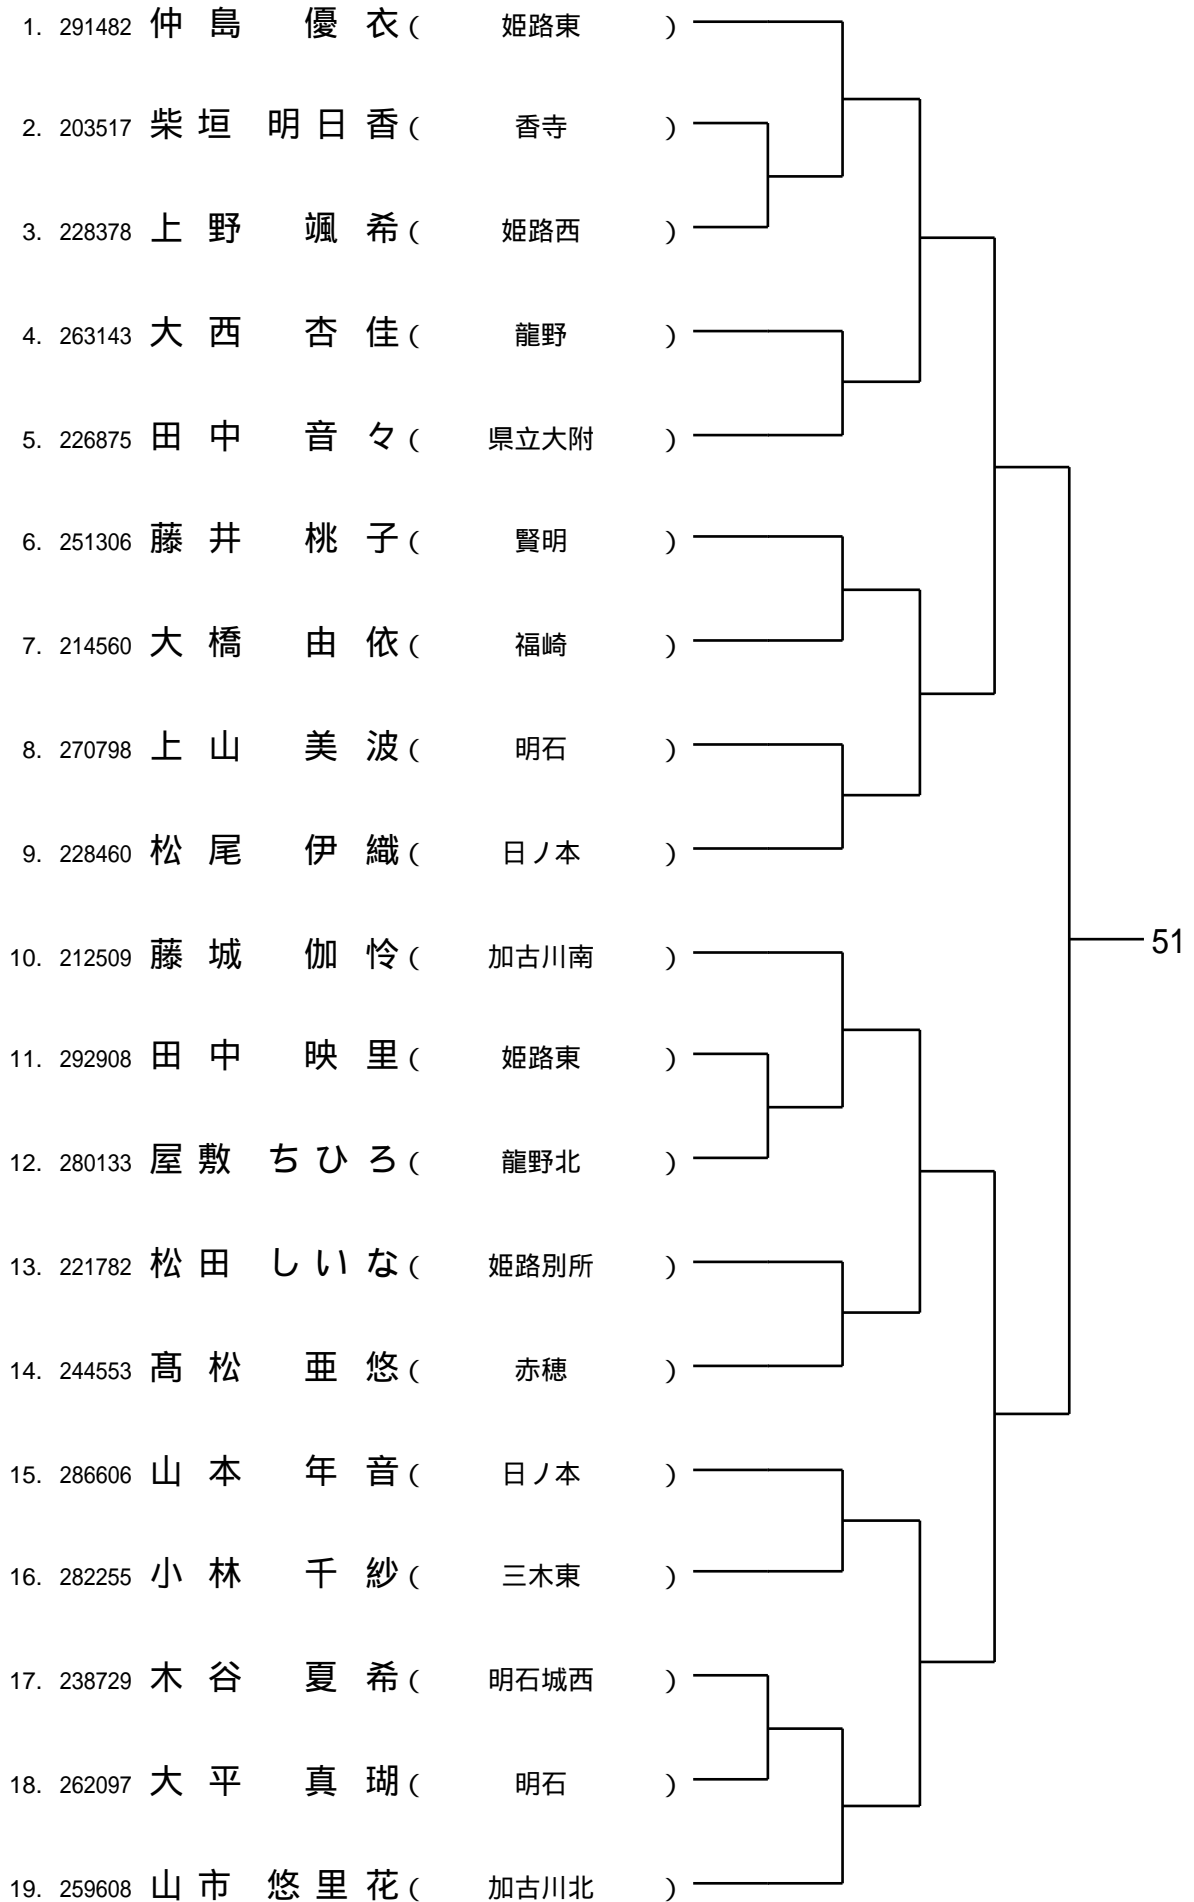 1. 291482 仲島 優衣( 姫路東 )
2. 203517 柴垣 明日香( 香寺 )
3. 228378 上野 颯希( 姫路西 )
4. 263143 大西 杏佳( 龍野 )
5. 226875 田中 音々( 県立大附 )
6. 251306 藤井 桃子( 賢明 )
7. 214560 大橋 由依( 福崎 )
8. 270798 上山 美波( 明石 )
9. 228460 松尾 伊織( 日ノ本 )
51
10. 212509 藤城 伽怜( 加古川南 )
11. 292908 田中 映里( 姫路東 )
12. 280133 屋敷 ちひろ( 龍野北 )
13. 221782 松田 しいな( 姫路別所 )
14. 244553 髙松 亜悠( 赤穂 )
15. 286606 山本 年音( 日ノ本 )
16. 282255 小林 千紗( 三木東 )
17. 238729 木谷 夏希( 明石城西 )
18. 262097 大平 真瑚( 明石 )
19. 259608 山市 悠里花( 加古川北 )